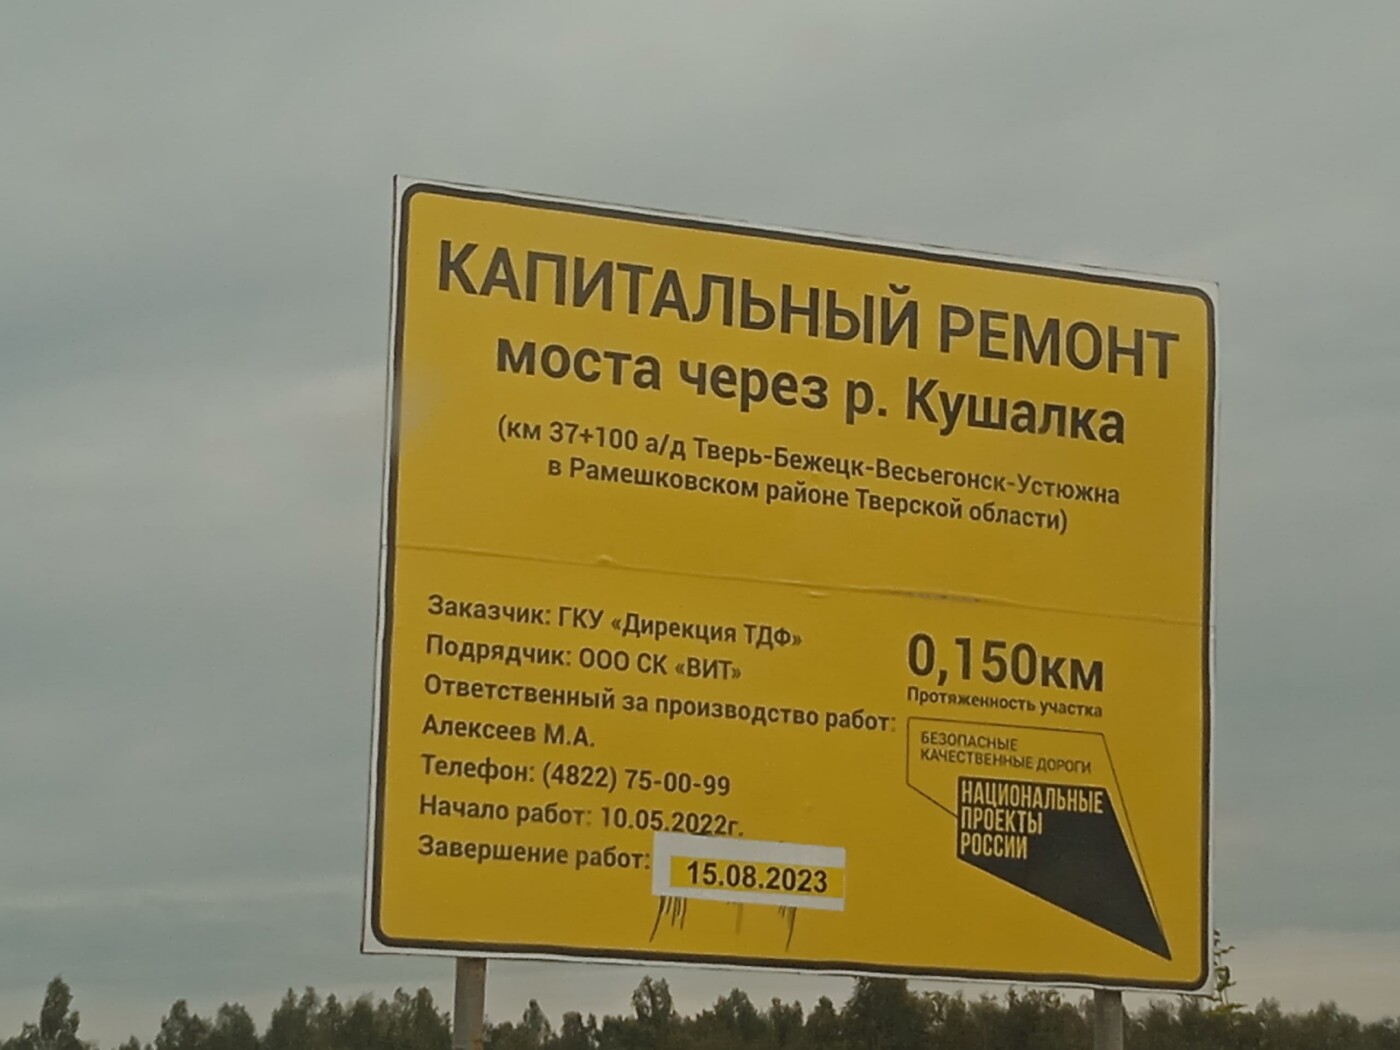 КАПИТАЛЬНЫЙ РЕМОНТ
моста через р. Кушалка
(км 37+100 а/д Тверь-Бежецк-Весьегонск-Устюжна
в Рамешковском районе Тверской области)
Заказчик: ГКУ «Дирекция ТДФ»
Подрядчик: ООО СК «ВИТ»
Ответственный за производство работ:
Алексеев М.А.
Телефон: (4822) 75-00-99
Начало работ: 10.05.2022г.
Завершение работ: 15.08.2023
0,150км
Протяженность участка
БЕЗОПАСНЫЕ
КАЧЕСТВЕННЫЕ ДОРОГИ
НАЦИОНАЛЬНЫЕ
ПРОЕКТЫ
РОССИИ